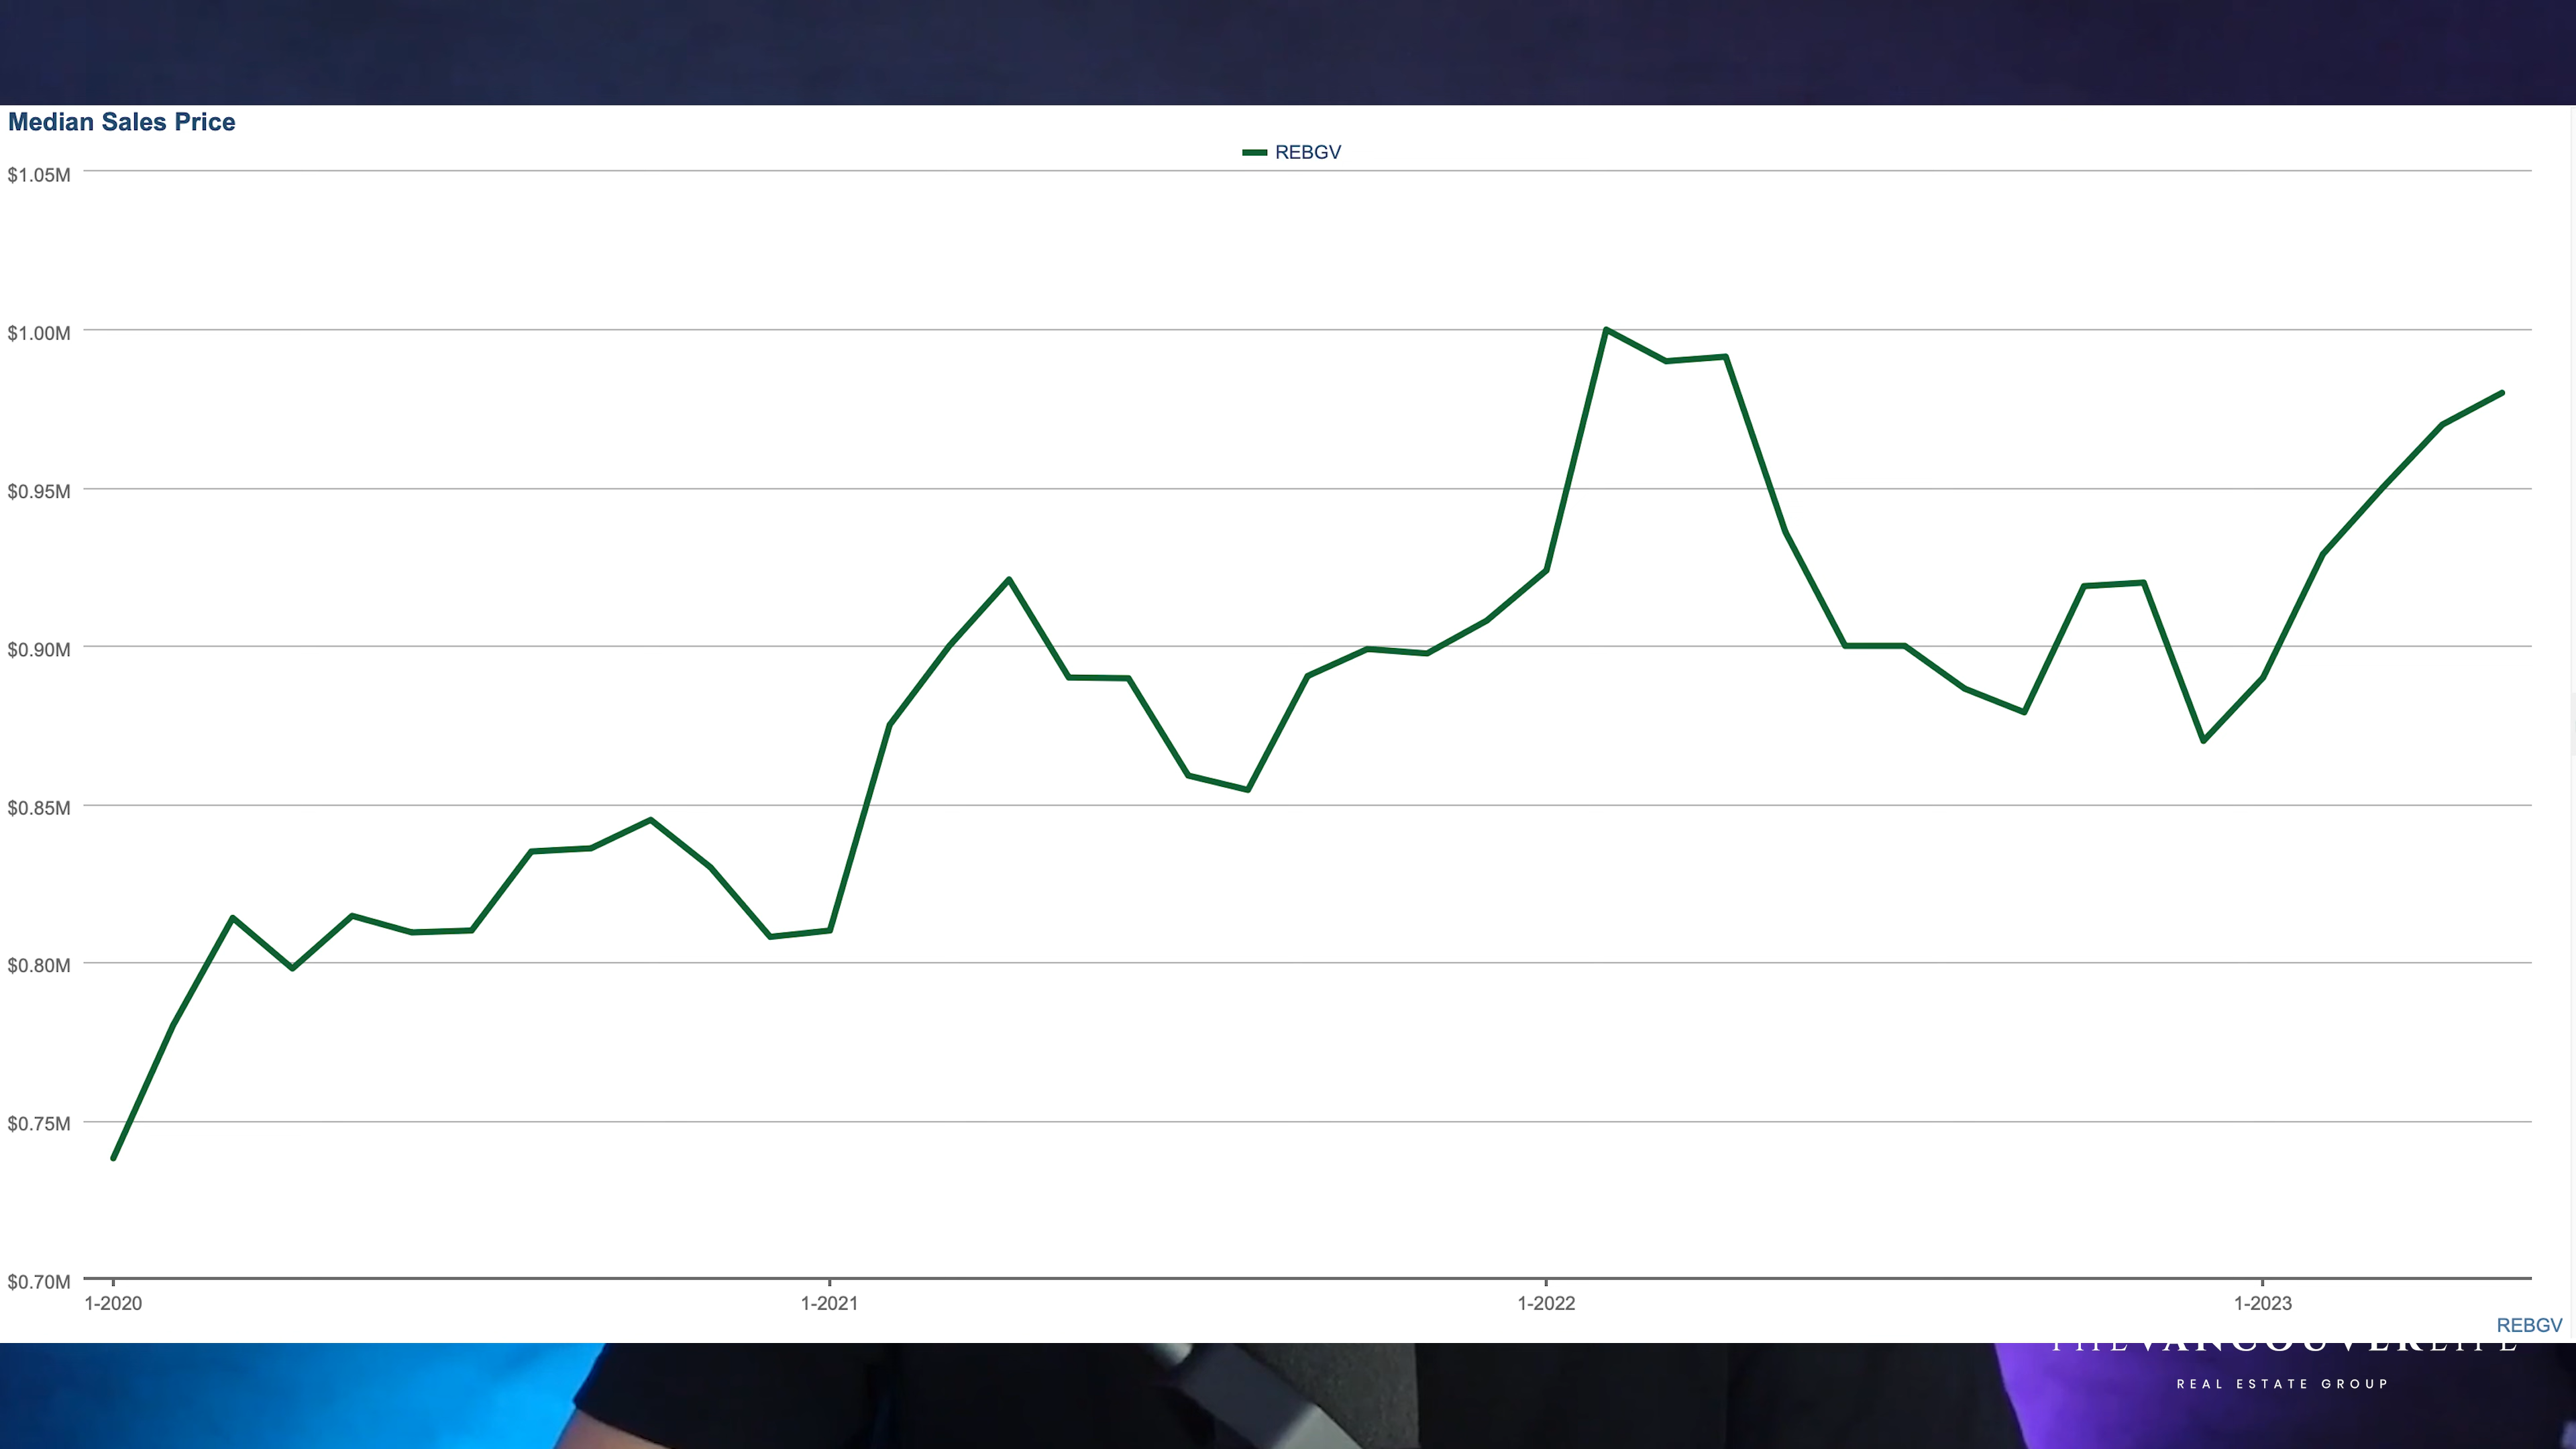 Median Sales Price
REBGV
$1.05M
$1.00M
$0.95M
$0.90M
$0.85M
$0.80M
$0.75M
$0.70M
1-2020 1-2021 1-2022 1-2023
REBGV
REAL ESTATE GROUP